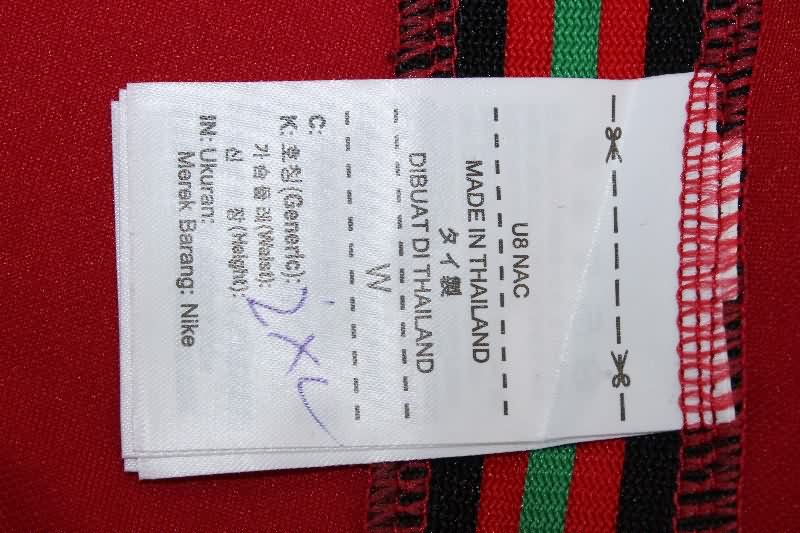 U8 NAC
MADE IN THAILAND
タイ製
DIBUAT DI THAILAND
W
C:
K: 호칭(Generic):
가슴둘레(Waist):
신 장(Height):
IN: Ukuran:
Merek Barang: Nike
2XL